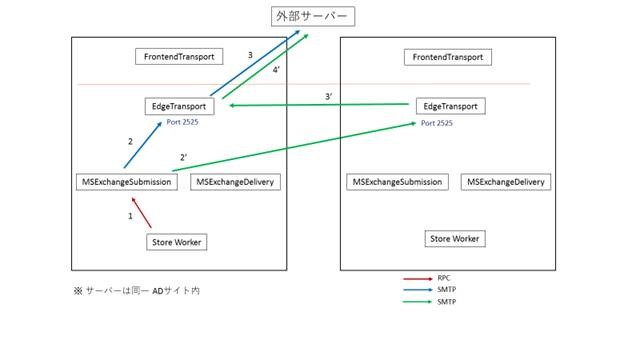 外部サーバー
FrontendTransport
FrontendTransport
3
4’
EdgeTransport
3’
EdgeTransport
Port 2525
Port 2525
2
2’
MSExchangeSubmission
MSExchangeDelivery
MSExchangeSubmission
MSExchangeDelivery
1
Store Worker
Store Worker
※ サーバーは同一 ADサイト内
RPC
SMTP
SMTP